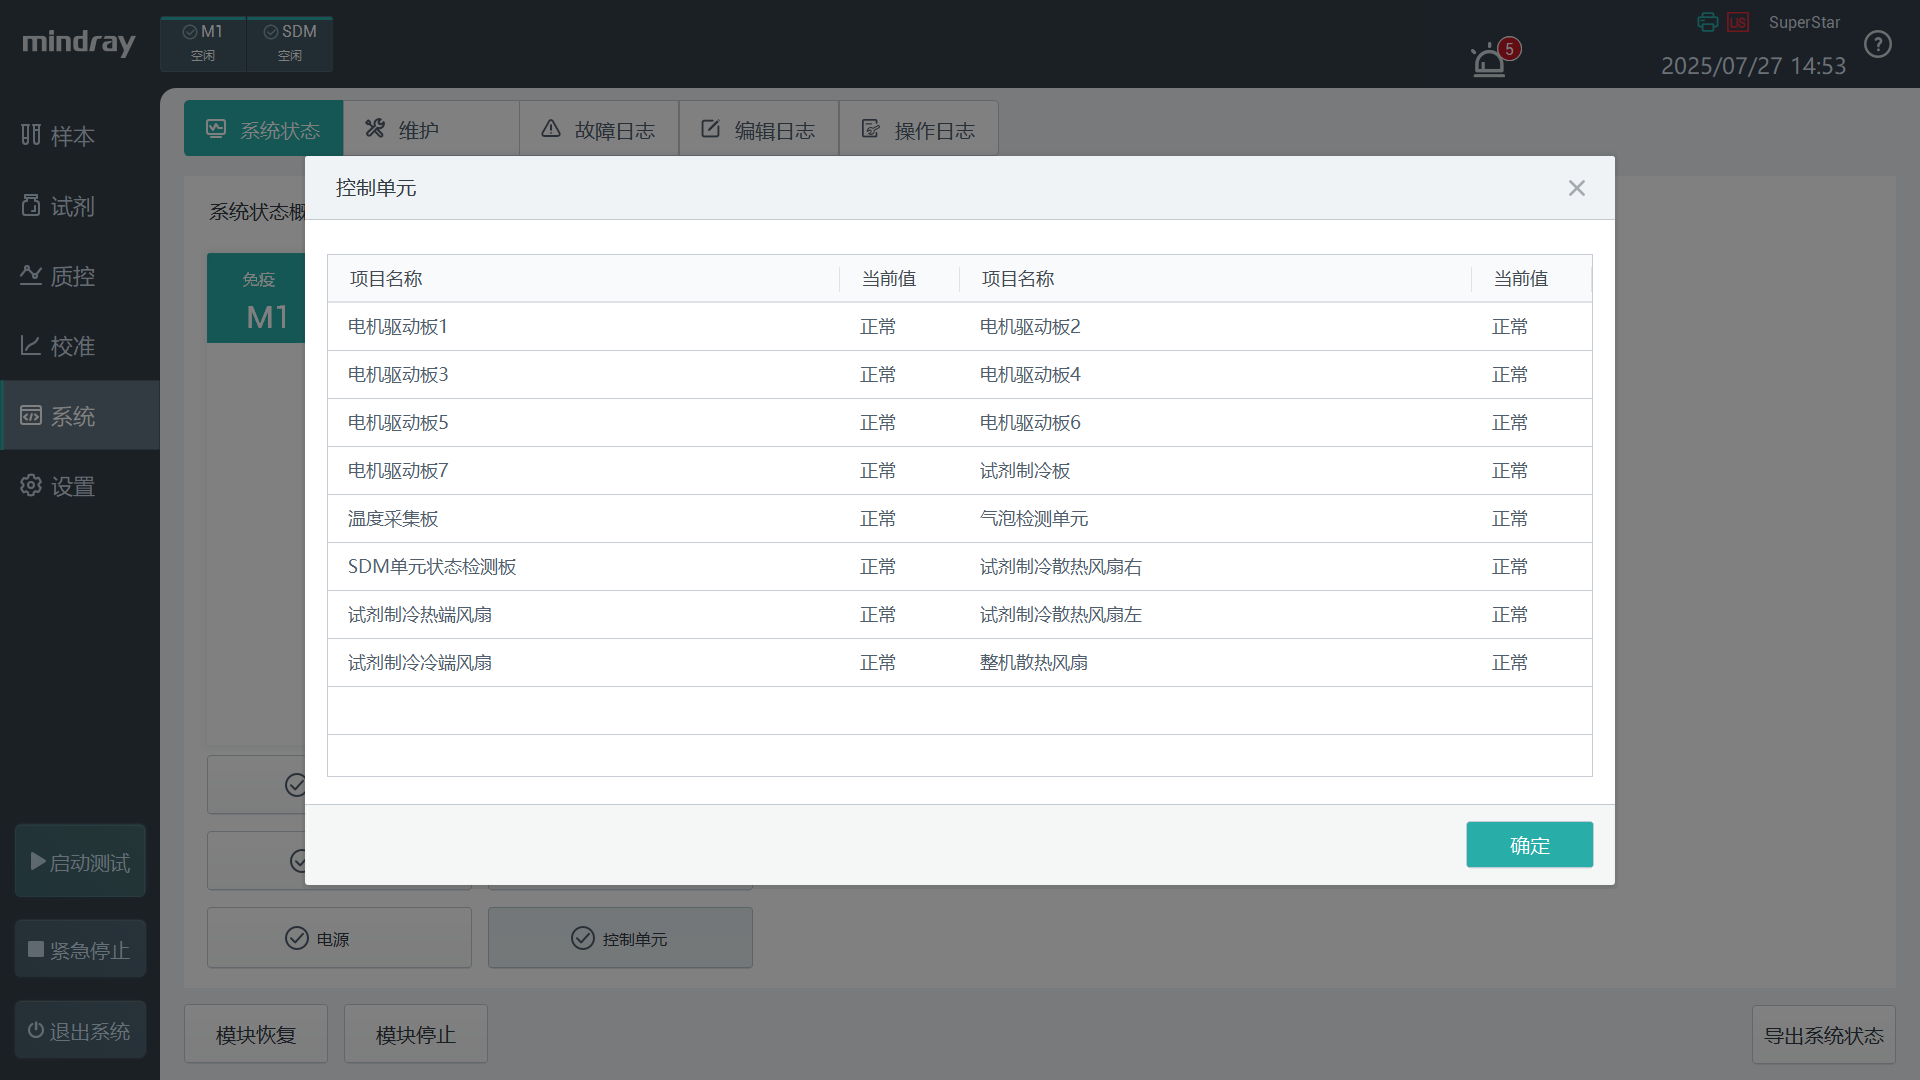 mindray
M1
空闲
SDM
空闲
5
LIS
SuperStar
2025/07/27 14:53
?
样本
试剂
质控
校准
系统
设置
启动测试
紧急停止
退出系统
系统状态
维护
故障日志
编辑日志
操作日志
系统状态概
免疫
M1
控制单元
项目名称 当前值 项目名称 当前值
电机驱动板1 正常 电机驱动板2 正常
电机驱动板3 正常 电机驱动板4 正常
电机驱动板5 正常 电机驱动板6 正常
电机驱动板7 正常 试剂制冷板 正常
温度采集板 正常 气泡检测单元 正常
SDM单元状态检测板 正常 试剂制冷散热风扇右 正常
试剂制冷热端风扇 正常 试剂制冷散热风扇左 正常
试剂制冷冷端风扇 正常 整机散热风扇 正常
确定
电源
控制单元
模块恢复
模块停止
导出系统状态